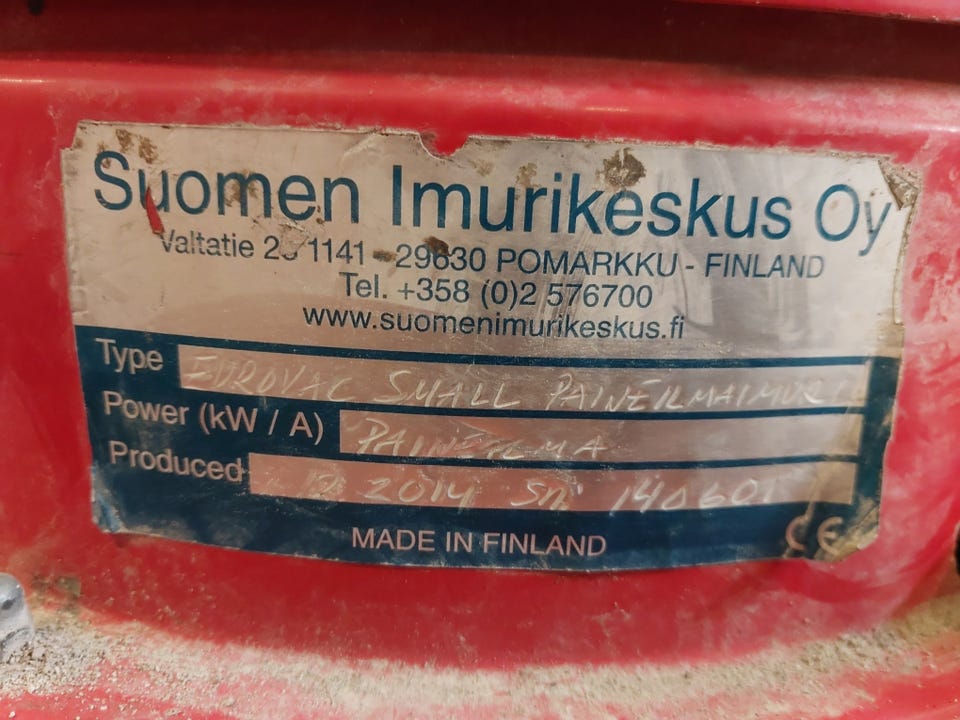 Suomen Imurikeskus Oy
Valtatie 1141 - 29630 POMARKKU - FINLAND
Tel. +358 (0)2 576700
www.suomenimurikeskus.fi
Type EUROVAC SMALL PAINEILMAIMURI
Power (kW / A) PAINEILMA
Produced 2014 sn. 140601
MADE IN FINLAND CE